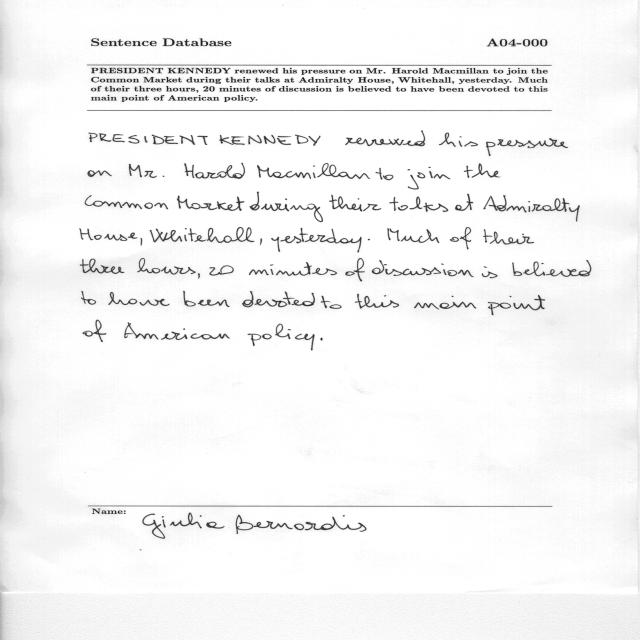 Sentence Database A04-000
PRESIDENT KENNEDY renewed his pressure on Mr. Harold Macmillan to join the
Common Market during their talks at Admiralty House, Whitehall, yesterday. Much
of their three hours, 20 minutes of discussion is believed to have been devoted to this
main point of American policy.
PRESIDENT KENNEDY renewed his pressure
on Mr. Harold Macmillan to join the
Common Market during their talks at Admiralty
House, Whitehall, yesterday. Much of their
three hours, 20 minutes of discussion is believed
to have been devoted to this main point
of American policy.
Name:
Giulia Bernardis